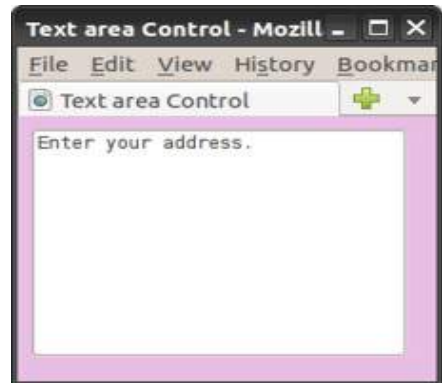 Text area Control - Mozill
File Edit View History Bookmar
Text area Control
Enter your address.